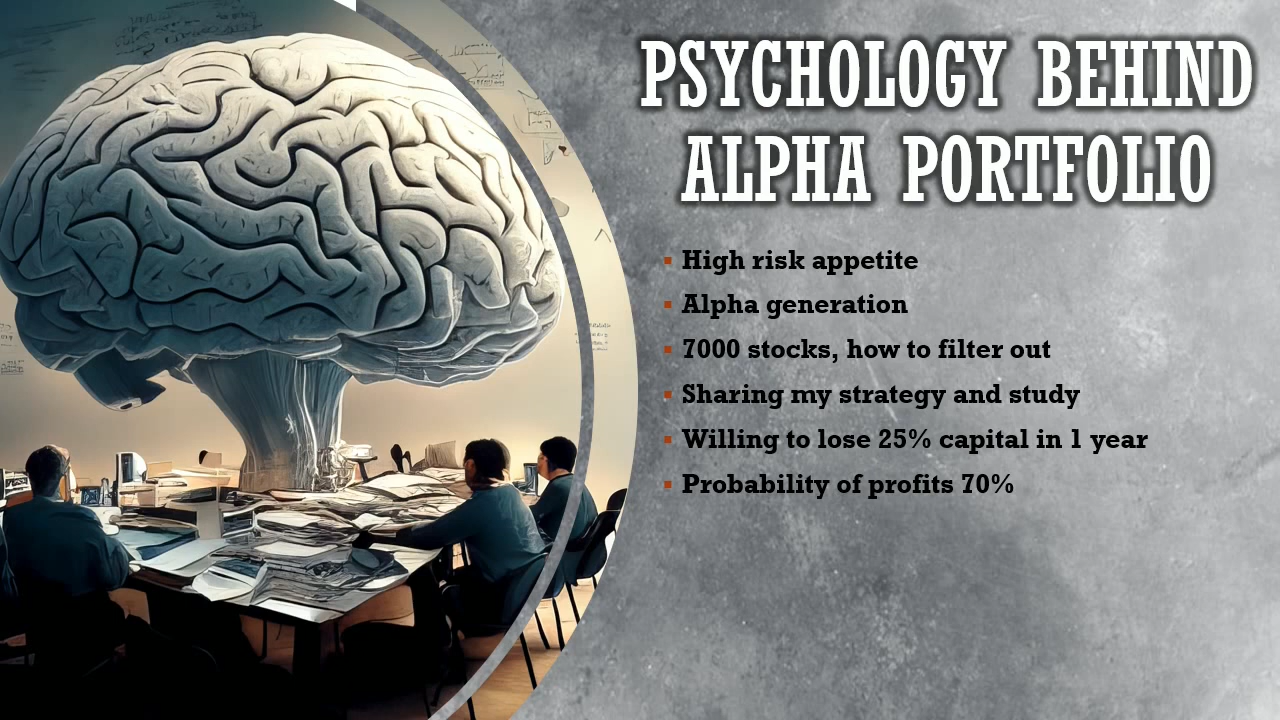 PSYCHOLOGY BEHIND
ALPHA PORTFOLIO
High risk appetite
Alpha generation
7000 stocks, how to filter out
Sharing my strategy and study
Willing to lose 25% capital in 1 year
Probability of profits 70%